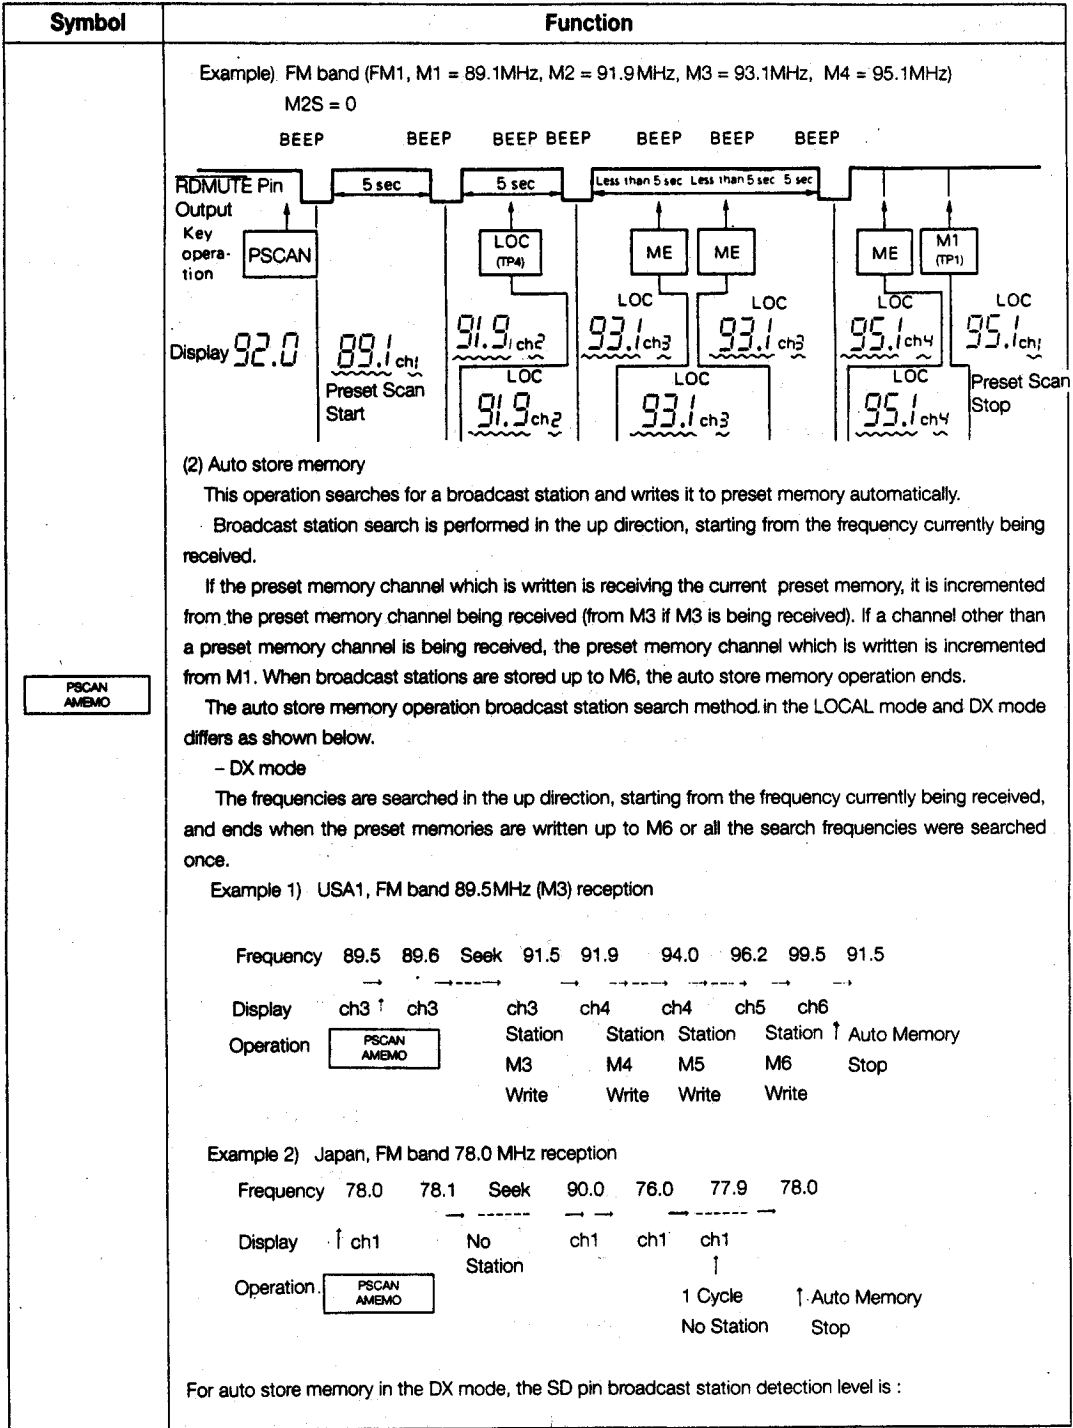 Symbol Function
Example) FM band (FM1, M1 = 89.1MHz, M2 = 91.9MHz, M3 = 93.1MHz, M4 = 95.1MHz)
M2S = 0
BEEP BEEP BEEP BEEP BEEP BEEP BEEP
RDMUTE Pin Output
5 sec 5 sec Less than 5 sec Less than 5 sec 5 sec
Key opera-tion
PSCAN LOC (TP4) ME ME ME M1 (TP1)
LOC LOC LOC LOC
Display 92.0 89.1 ch1 91.9 ch2 93.1 ch3 93.1 ch3 95.1 ch4 95.1 ch1
Preset Scan Start
LOC LOC LOC
91.9 ch2 93.1 ch3 95.1 ch4
Preset Scan Stop
(2) Auto store memory
This operation searches for a broadcast station and writes it to preset memory automatically.
Broadcast station search is performed in the up direction, starting from the frequency currently being
received.
If the preset memory channel which is written is receiving the current preset memory, it is incremented
from the preset memory channel being received (from M3 if M3 is being received). If a channel other than
a preset memory channel is being received, the preset memory channel which is written is incremented
from M1. When broadcast stations are stored up to M6, the auto store memory operation ends.
PSCAN
AMEMO
The auto store memory operation broadcast station search method in the LOCAL mode and DX mode
differs as shown below.
– DX mode
The frequencies are searched in the up direction, starting from the frequency currently being received,
and ends when the preset memories are written up to M6 or all the search frequencies were searched
once.
Example 1) USA1, FM band 89.5MHz (M3) reception
Frequency 89.5 89.6 Seek 91.5 91.9 94.0 96.2 99.5 91.5
Display ch3 ↑ ch3 ch3 ch4 ch4 ch5 ch6
Operation PSCAN AMEMO
Station Station Station Station ↑ Auto Memory
M3 M4 M5 M6 Stop
Write Write Write Write
Example 2) Japan, FM band 78.0 MHz reception
Frequency 78.0 78.1 Seek 90.0 76.0 77.9 78.0
Display ↑ ch1 No ch1 ch1 ch1
Station ↑
Operation PSCAN AMEMO
1 Cycle ↑ Auto Memory
No Station Stop
For auto store memory in the DX mode, the SD pin broadcast station detection level is :